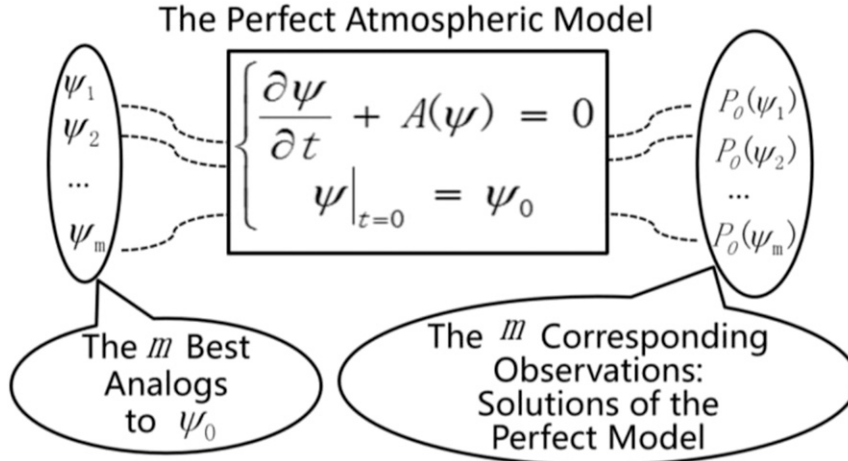 The Perfect Atmospheric Model
ψ₁
ψ₂
...
ψₘ
∂ψ/∂t + A(ψ) = 0
ψ|ₜ₌₀ = ψ₀
P₀(ψ₁)
P₀(ψ₂)
...
P₀(ψₘ)
The m Best
Analogs
to ψ₀
The m Corresponding
Observations:
Solutions of the
Perfect Model